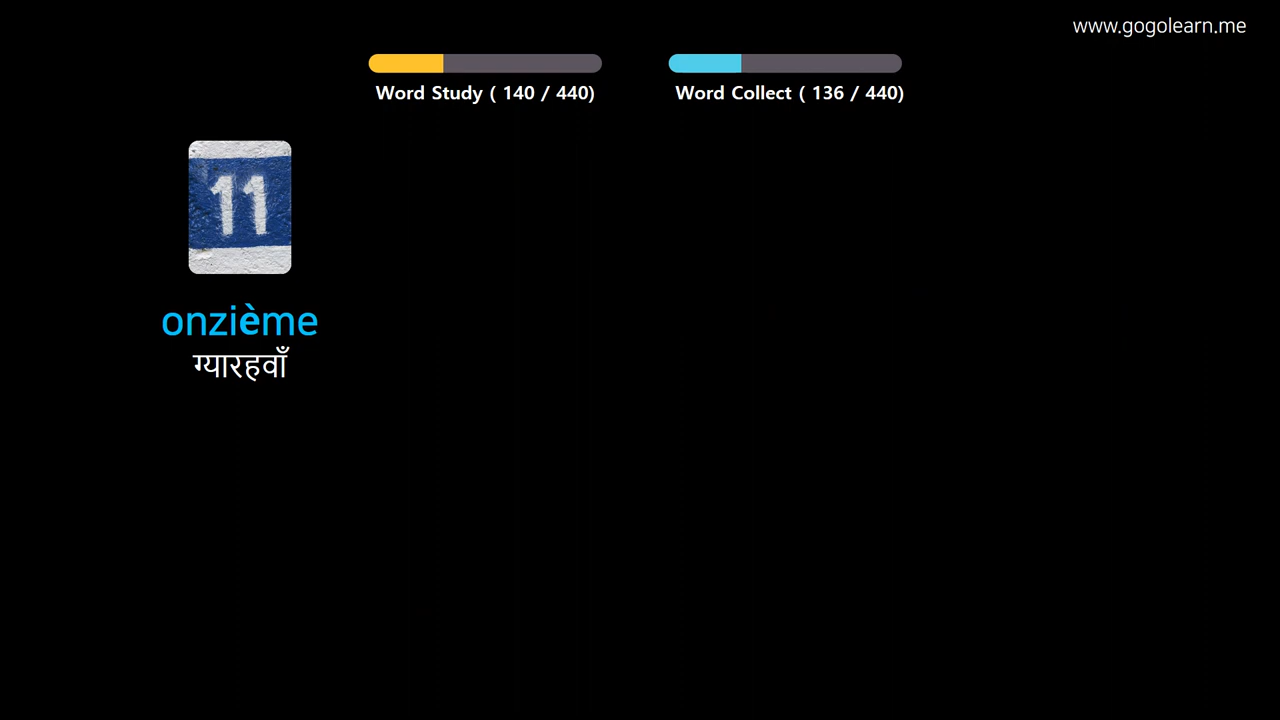 www.gogolearn.me
Word Study ( 140 / 440)
Word Collect ( 136 / 440)
11
onzième
ग्यारहवाँ